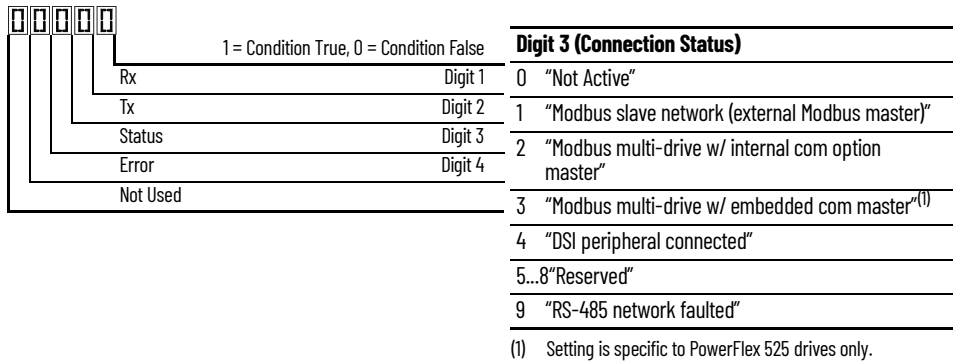 00000
1 = Condition True, 0 = Condition False
Rx Digit 1
Tx Digit 2
Status Digit 3
Error Digit 4
Not Used
Digit 3 (Connection Status)
0 “Not Active”
1 “Modbus slave network (external Modbus master)”
2 “Modbus multi-drive w/ internal com option
master”
3 “Modbus multi-drive w/ embedded com master”(1)
4 “DSI peripheral connected”
5...8“Reserved”
9 “RS-485 network faulted”
(1) Setting is specific to PowerFlex 525 drives only.